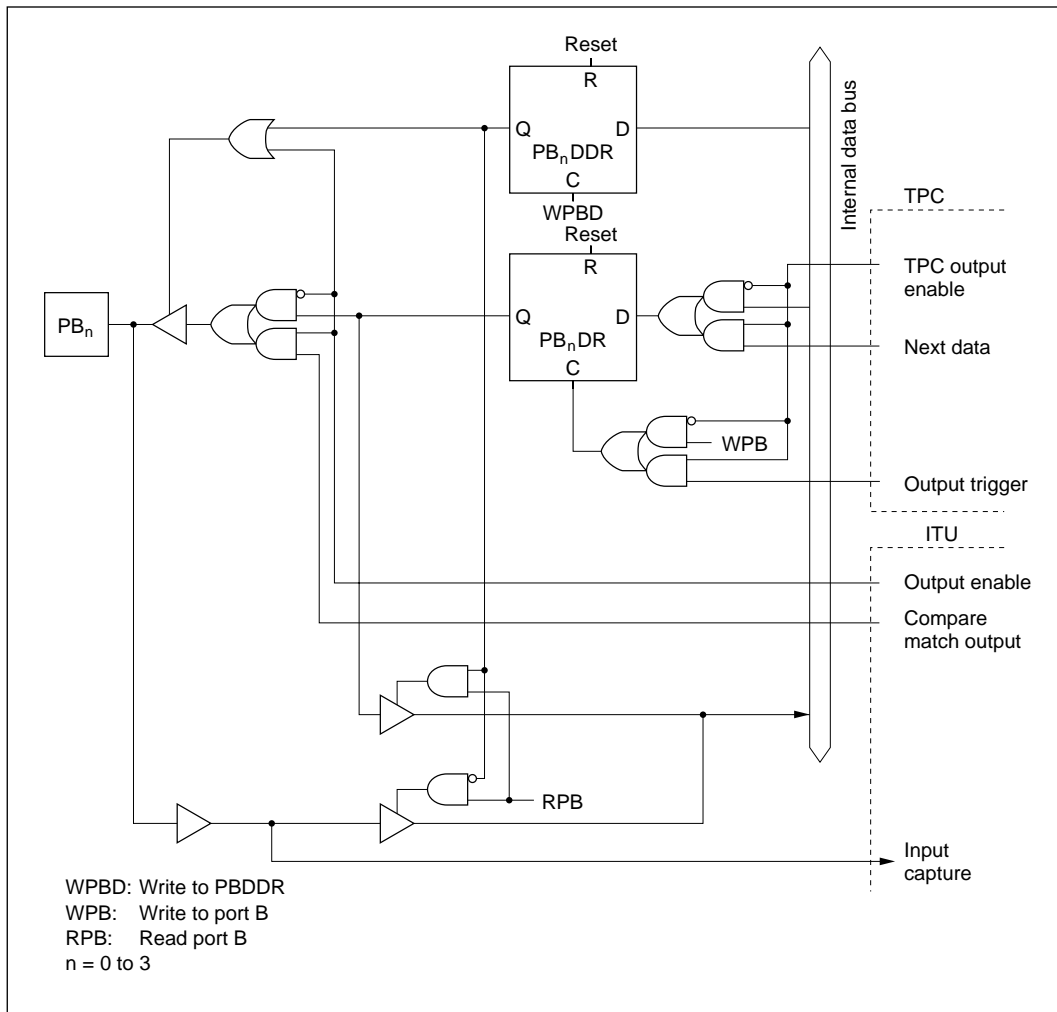 Reset
R
Q
D
PBnDDR
C
WPBD
Internal data bus
TPC
Reset
R
TPC output
enable
PBn
Q
D
PBnDR
C
Next data
WPB
Output trigger
ITU
Output enable
Compare
match output
RPB
Input
capture
WPBD: Write to PBDDR
WPB: Write to port B
RPB: Read port B
n = 0 to 3